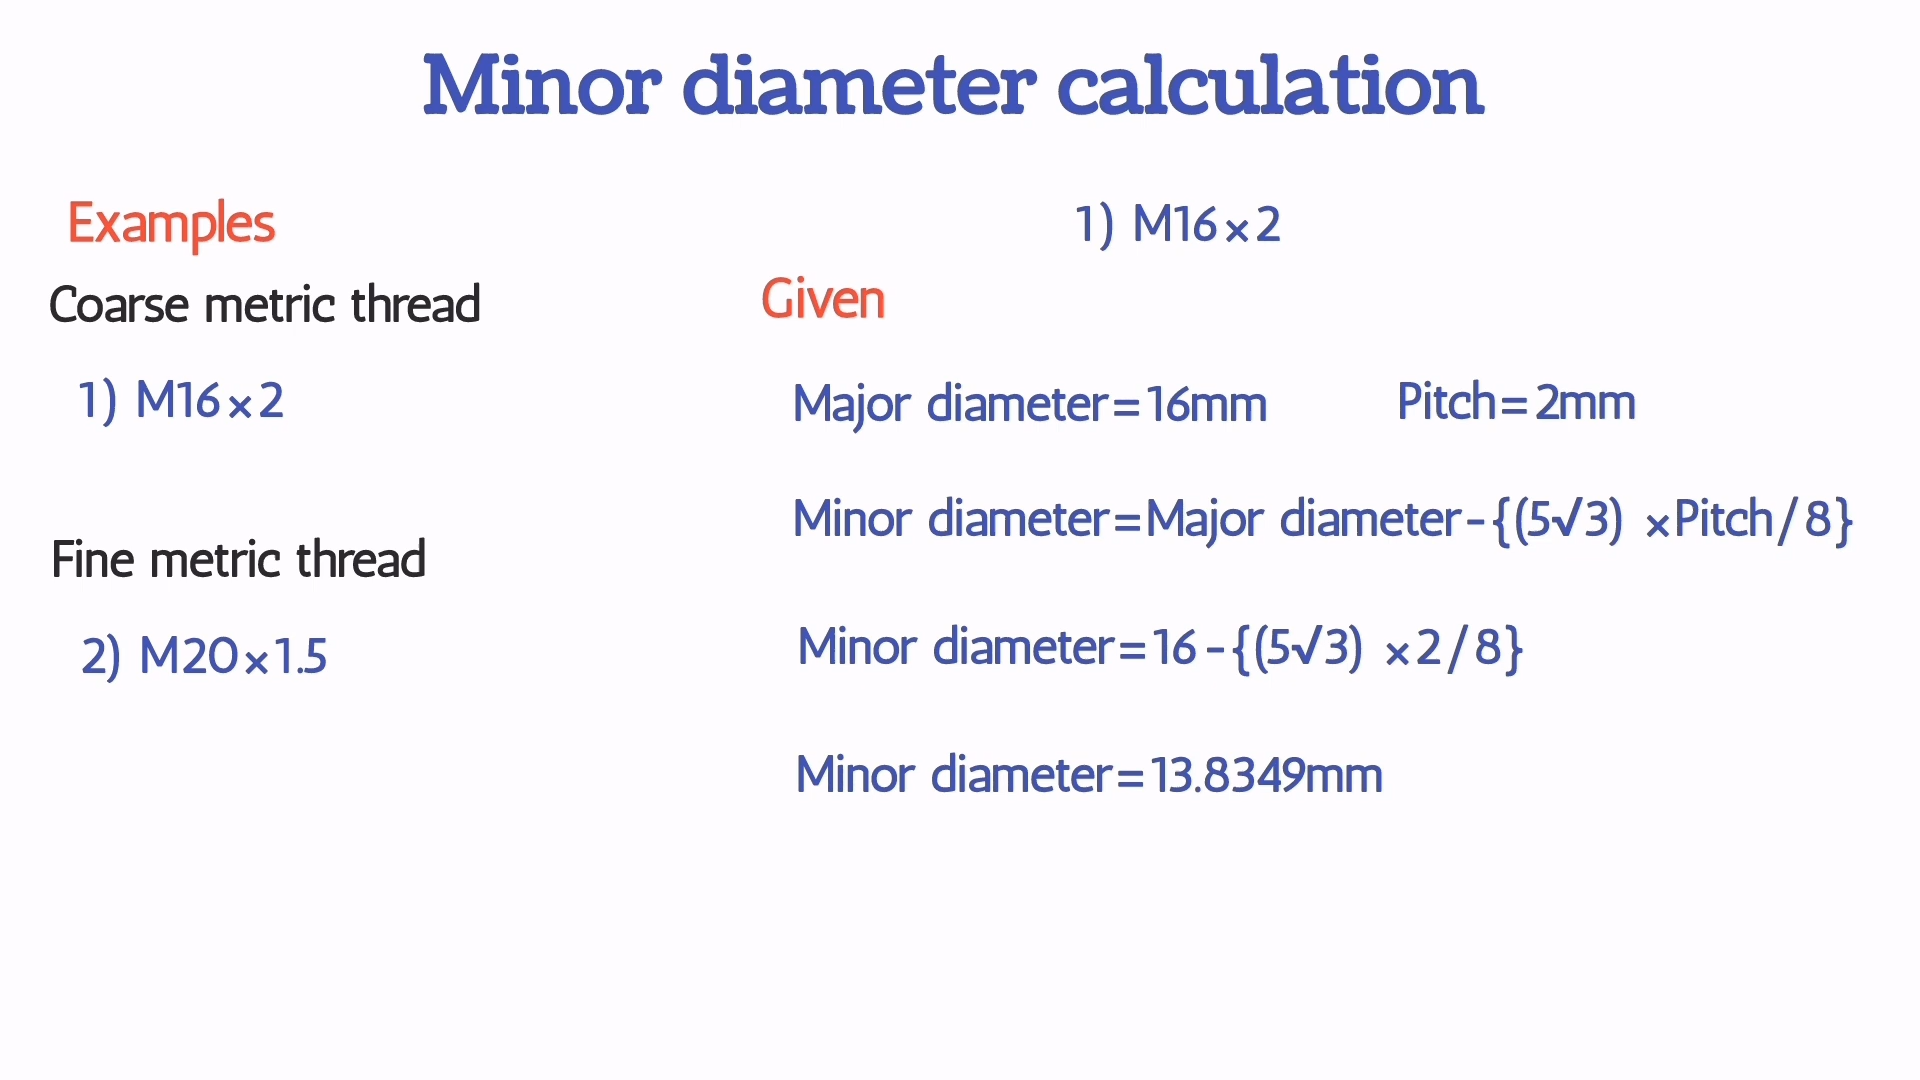 Minor diameter calculation
Examples
Coarse metric thread
1) M16×2
Fine metric thread
2) M20×1.5
1) M16×2
Given
Major diameter=16mm Pitch=2mm
Minor diameter=Major diameter-{(5√3) ×Pitch/8}
Minor diameter=16-{(5√3) ×2/8}
Minor diameter=13.8349mm